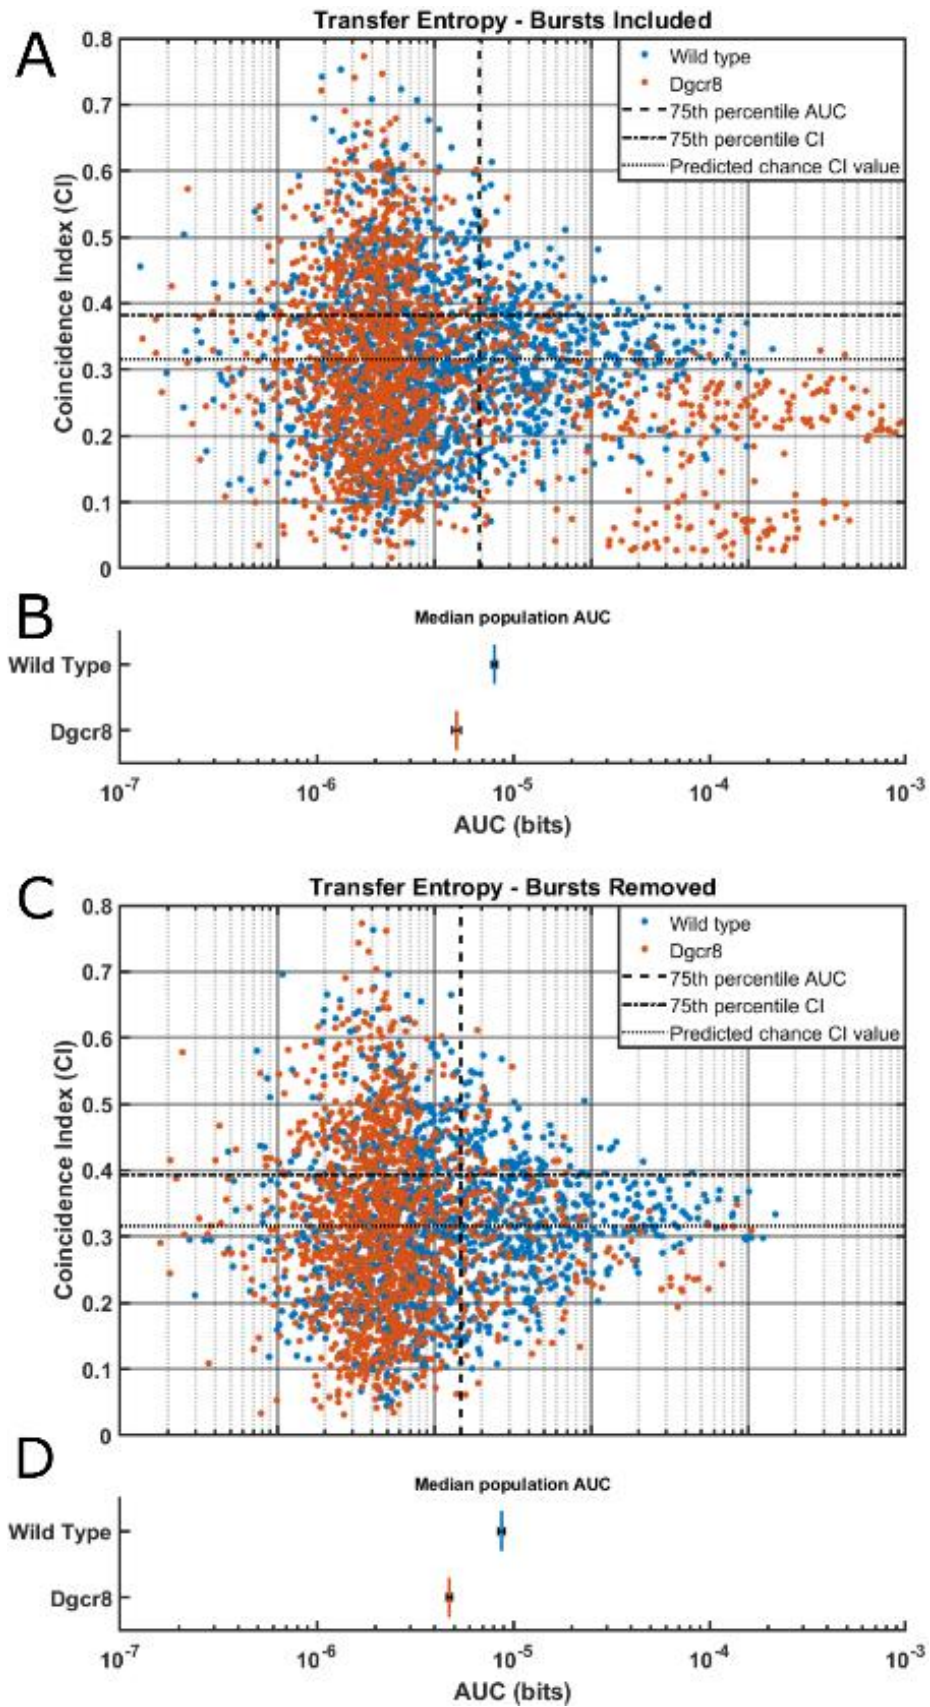 A
Transfer Entropy - Bursts Included
Wild type
Dgcr8
75th percentile AUC
75th percentile CI
Predicted chance CI value
Coincidence Index (CI)
0.8
0.7
0.6
0.5
0.4
0.3
0.2
0.1
0
B
Median population AUC
Wild Type
Dgcr8
10^-7 10^-6 10^-5 10^-4 10^-3
AUC (bits)
C
Transfer Entropy - Bursts Removed
Wild type
Dgcr8
75th percentile AUC
75th percentile CI
Predicted chance CI value
Coincidence Index (CI)
0.8
0.7
0.6
0.5
0.4
0.3
0.2
0.1
0
D
Median population AUC
Wild Type
Dgcr8
10^-7 10^-6 10^-5 10^-4 10^-3
AUC (bits)